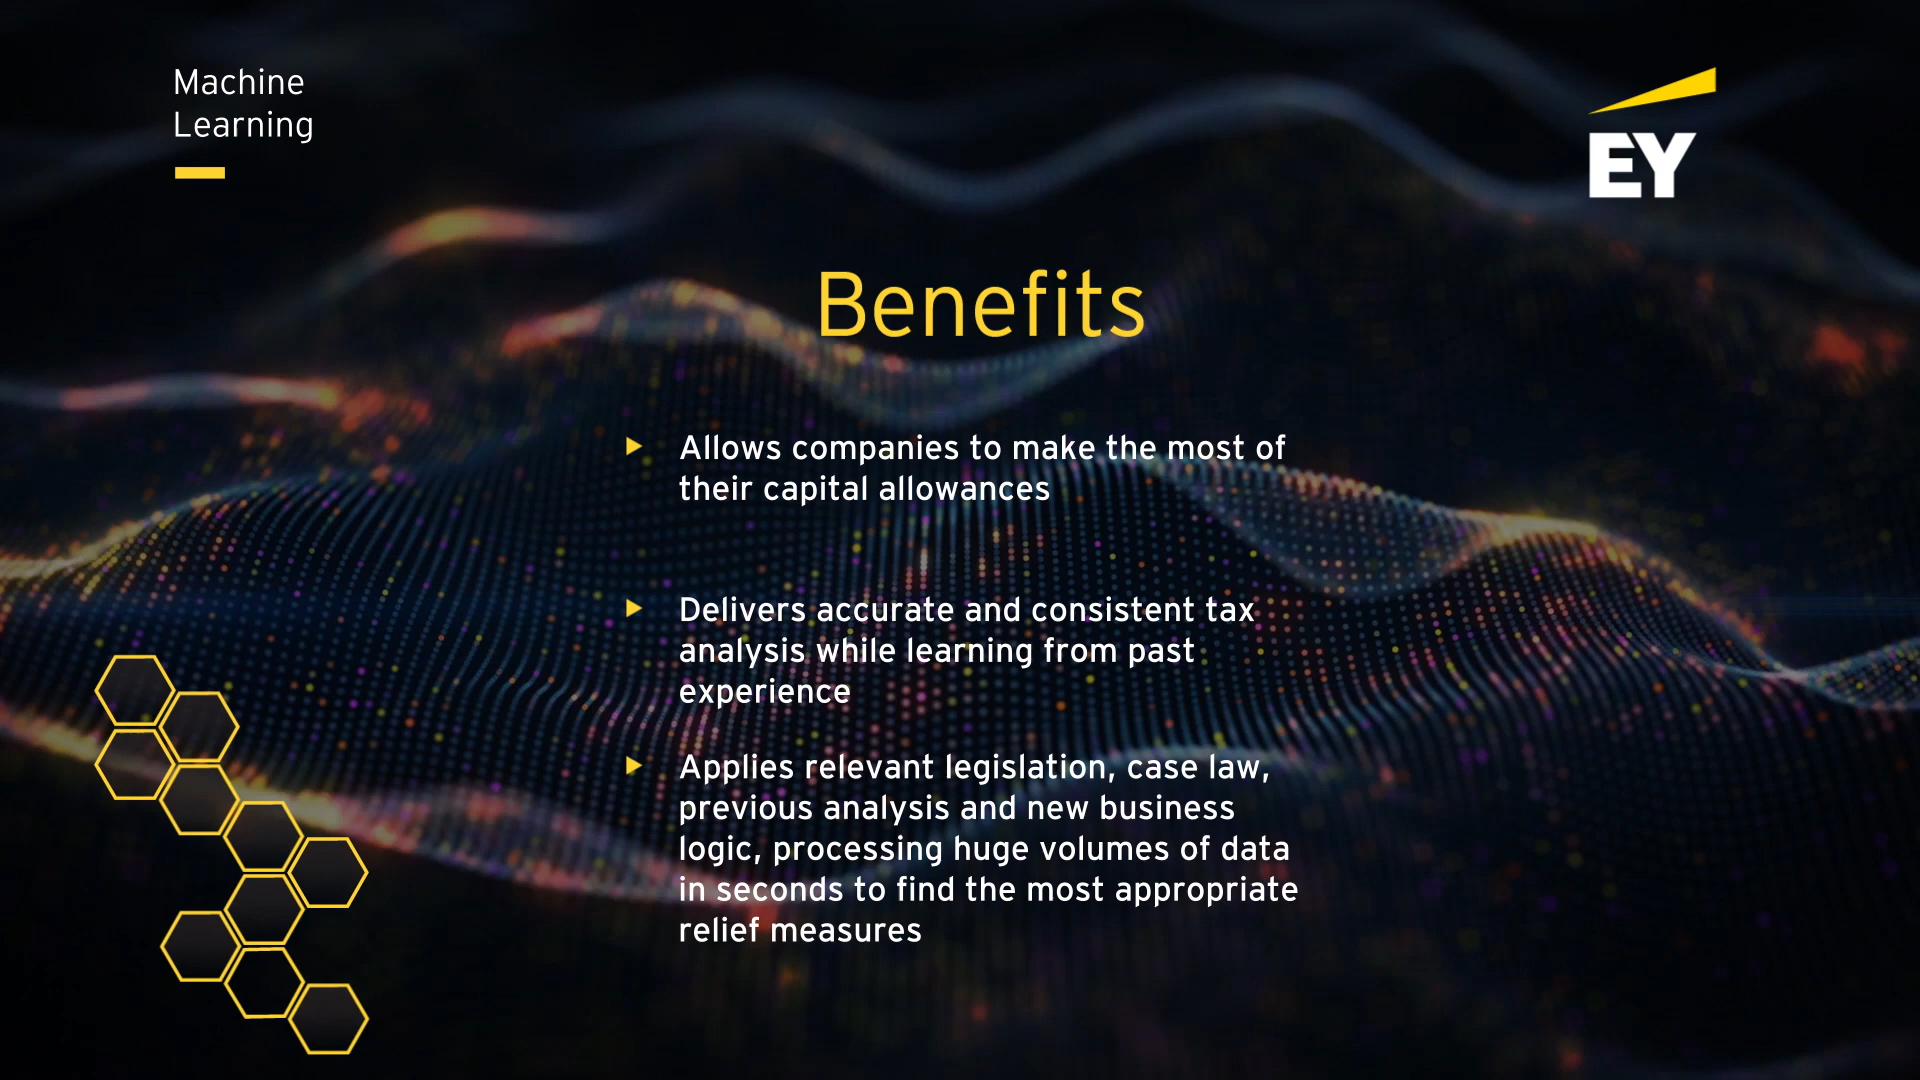 Machine
Learning
EY
Benefits
Allows companies to make the most of
their capital allowances
Delivers accurate and consistent tax
analysis while learning from past
experience
Applies relevant legislation, case law,
previous analysis and new business
logic, processing huge volumes of data
in seconds to find the most appropriate
relief measures